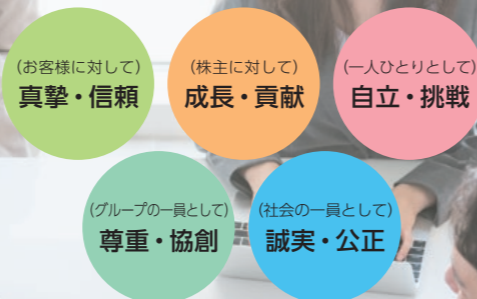 (お客様に対して)
真摯・信頼
(株主に対して)
成長・貢献
(一人ひとりとして)
自立・挑戦
(グループの一員として)
尊重・協創
(社会の一員として)
誠実・公正